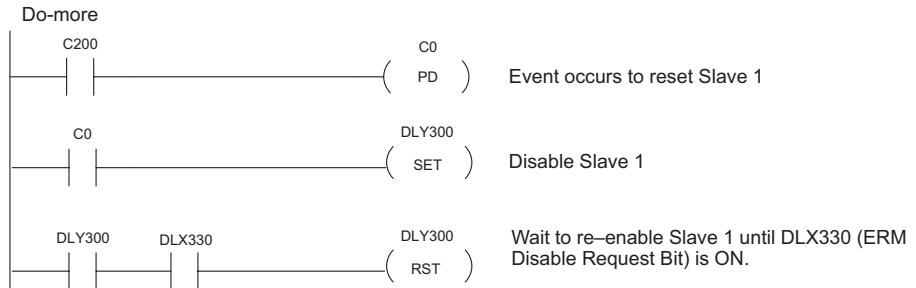 Do-more
C200
C0
PD
Event occurs to reset Slave 1
C0
DLY300
SET
Disable Slave 1
DLY300
DLX330
DLY300
RST
Wait to re–enable Slave 1 until DLX330 (ERM
Disable Request Bit) is ON.